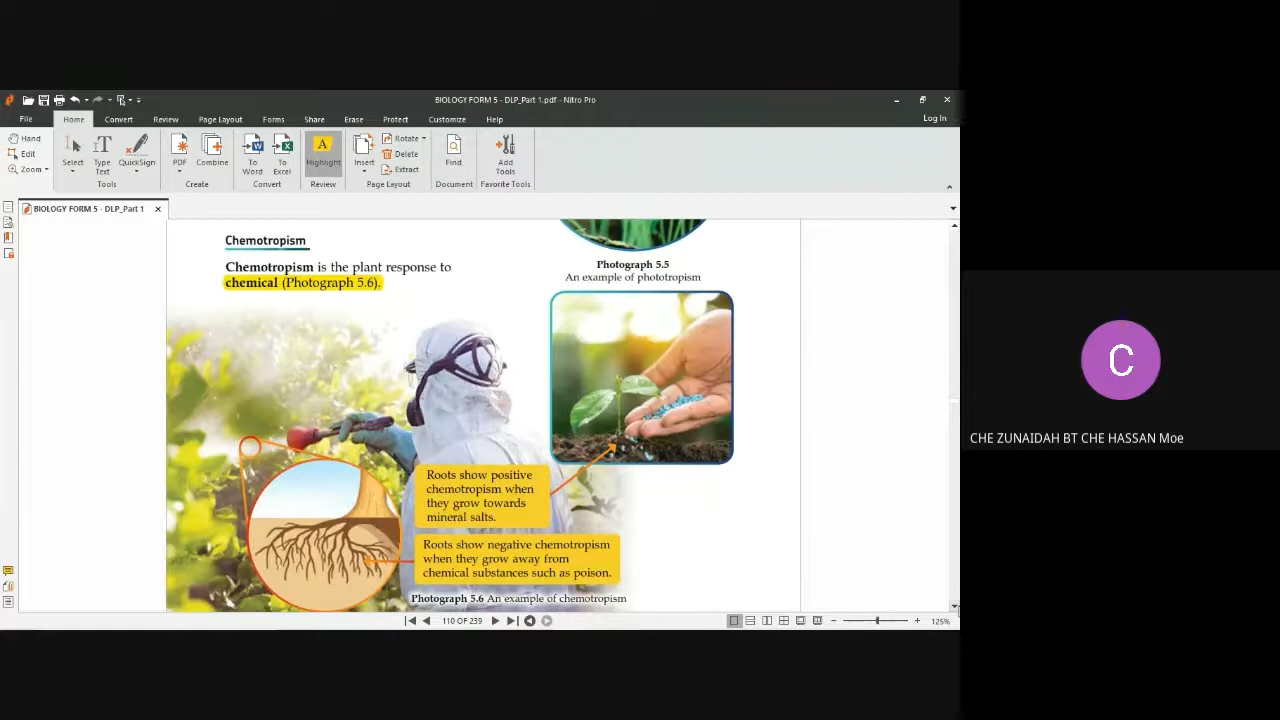 BIOLOGY FORM 5 - DLP_Part 1.pdf - Nitro Pro
File Home Convert Review Page Layout Forms Share Erase Protect Customize Help Log In
Hand
Edit
Zoom
Select
Type Text
QuickSign
Tools
PDF
Combine
Create
To Word
To Excel
Convert
A
Highlight
Review
Insert
Rotate
Delete
Extract
Page Layout
Find
Document
Add Tools
Favorite Tools
BIOLOGY FORM 5 - DLP_Part 1
Chemotropism
Chemotropism is the plant response to
chemical (Photograph 5.6).
Photograph 5.5
An example of phototropism
Roots show positive
chemotropism when
they grow towards
mineral salts.
Roots show negative chemotropism
when they grow away from
chemical substances such as poison.
Photograph 5.6 An example of chemotropism
110 OF 239
125%
C
CHE ZUNAIDAH BT CHE HASSAN Moe